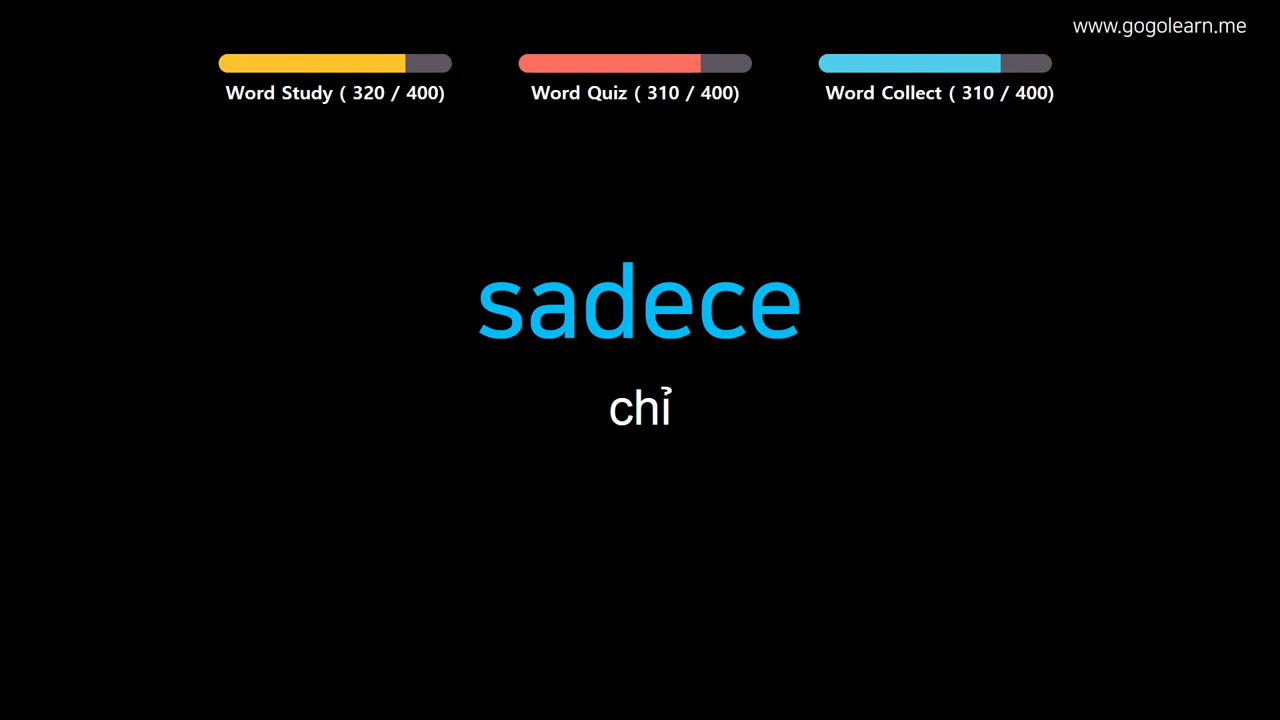 www.gogolearn.me
Word Study ( 320 / 400)
Word Quiz ( 310 / 400)
Word Collect ( 310 / 400)
sadece
chỉ